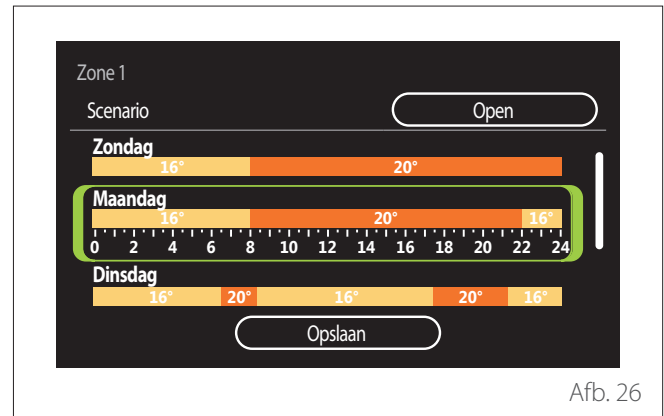 Zone 1
Scenario Open
Zondag
16° 20°
Maandag
16° 20° 16°
0 2 4 6 8 10 12 14 16 18 20 22 24
Dinsdag
16° 20° 16° 20° 16°
Opslaan
Afb. 26